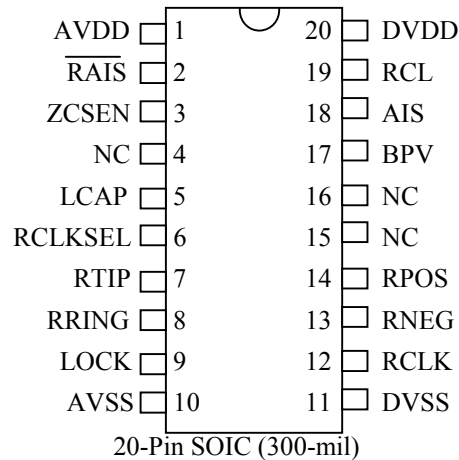 AVDD 1 20 DVDD
RAIS 2 19 RCL
ZCSEN 3 18 AIS
NC 4 17 BPV
LCAP 5 16 NC
RCLKSEL 6 15 NC
RTIP 7 14 RPOS
RRING 8 13 RNEG
LOCK 9 12 RCLK
AVSS 10 11 DVSS
20-Pin SOIC (300-mil)